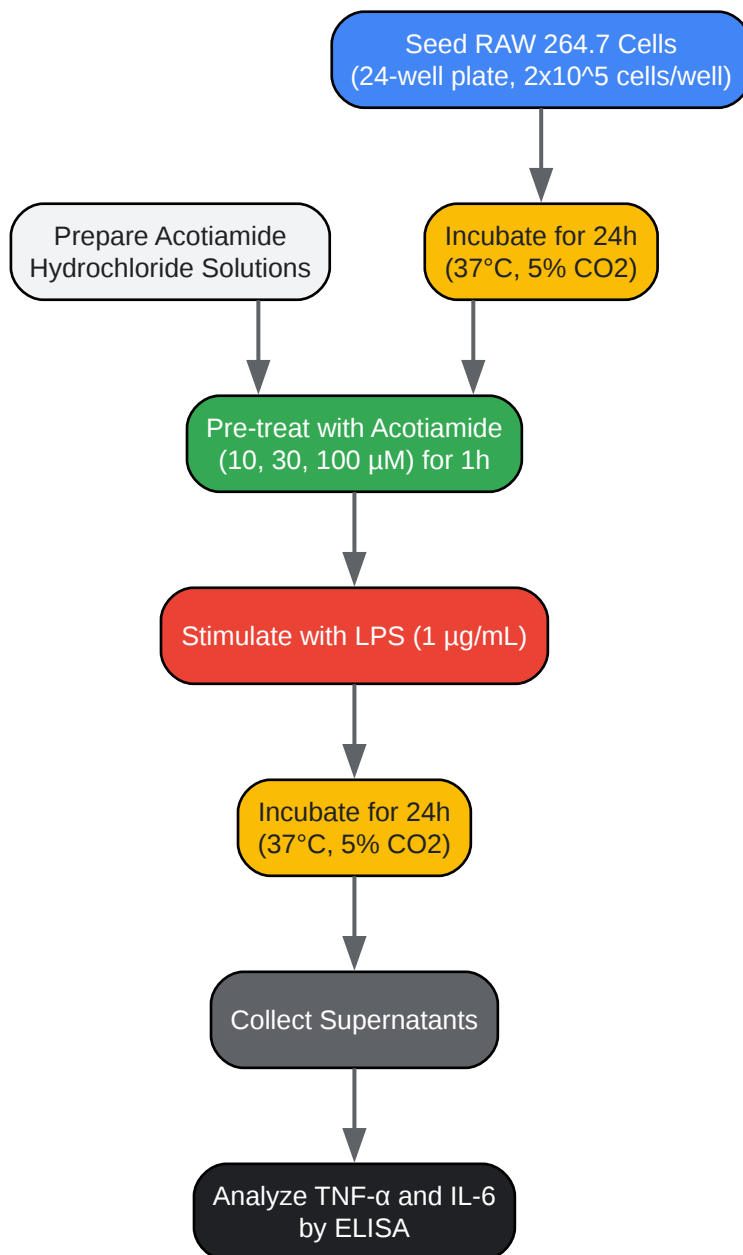 Seed RAW 264.7 Cells
(24-well plate, 2x10^5 cells/well)
Prepare Acotiamide
Hydrochloride Solutions
Incubate for 24h
(37°C, 5% CO2)
Pre-treat with Acotiamide
(10, 30, 100 µM) for 1h
Stimulate with LPS (1 µg/mL)
Incubate for 24h
(37°C, 5% CO2)
Collect Supernatants
Analyze TNF-α and IL-6
by ELISA